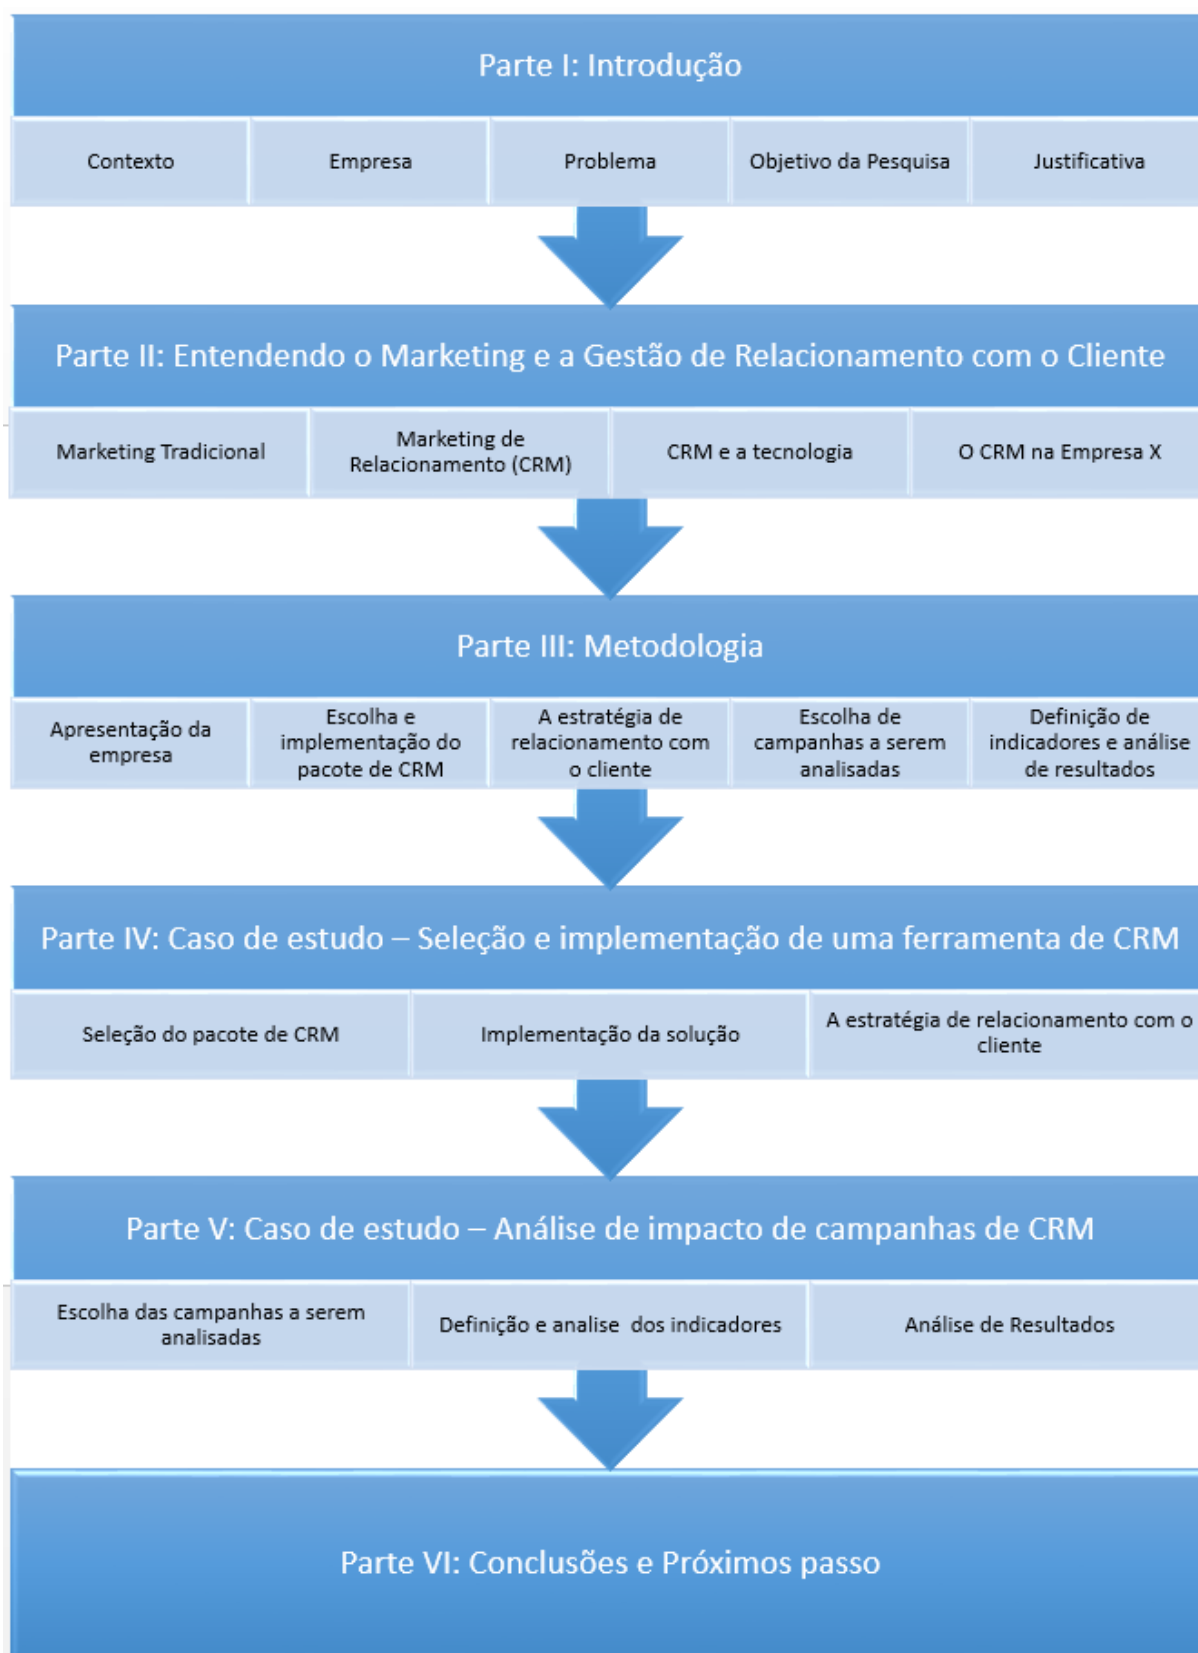 Parte I: Introdução
Contexto
Empresa
Problema
Objetivo da Pesquisa
Justificativa
Parte II: Entendendo o Marketing e a Gestão de Relacionamento com o Cliente
Marketing Tradicional
Marketing de
Relacionamento (CRM)
CRM e a tecnologia
O CRM na Empresa X
Parte III: Metodologia
Apresentação da
empresa
Escolha e
implementação do
pacote de CRM
A estratégia de
relacionamento com
o cliente
Escolha de
campanhas a serem
analisadas
Definição de
indicadores e análise
de resultados
Parte IV: Caso de estudo – Seleção e implementação de uma ferramenta de CRM
Seleção do pacote de CRM
Implementação da solução
A estratégia de relacionamento com o
cliente
Parte V: Caso de estudo – Análise de impacto de campanhas de CRM
Escolha das campanhas a serem
analisadas
Definição e analise dos indicadores
Análise de Resultados
Parte VI: Conclusões e Próximos passo